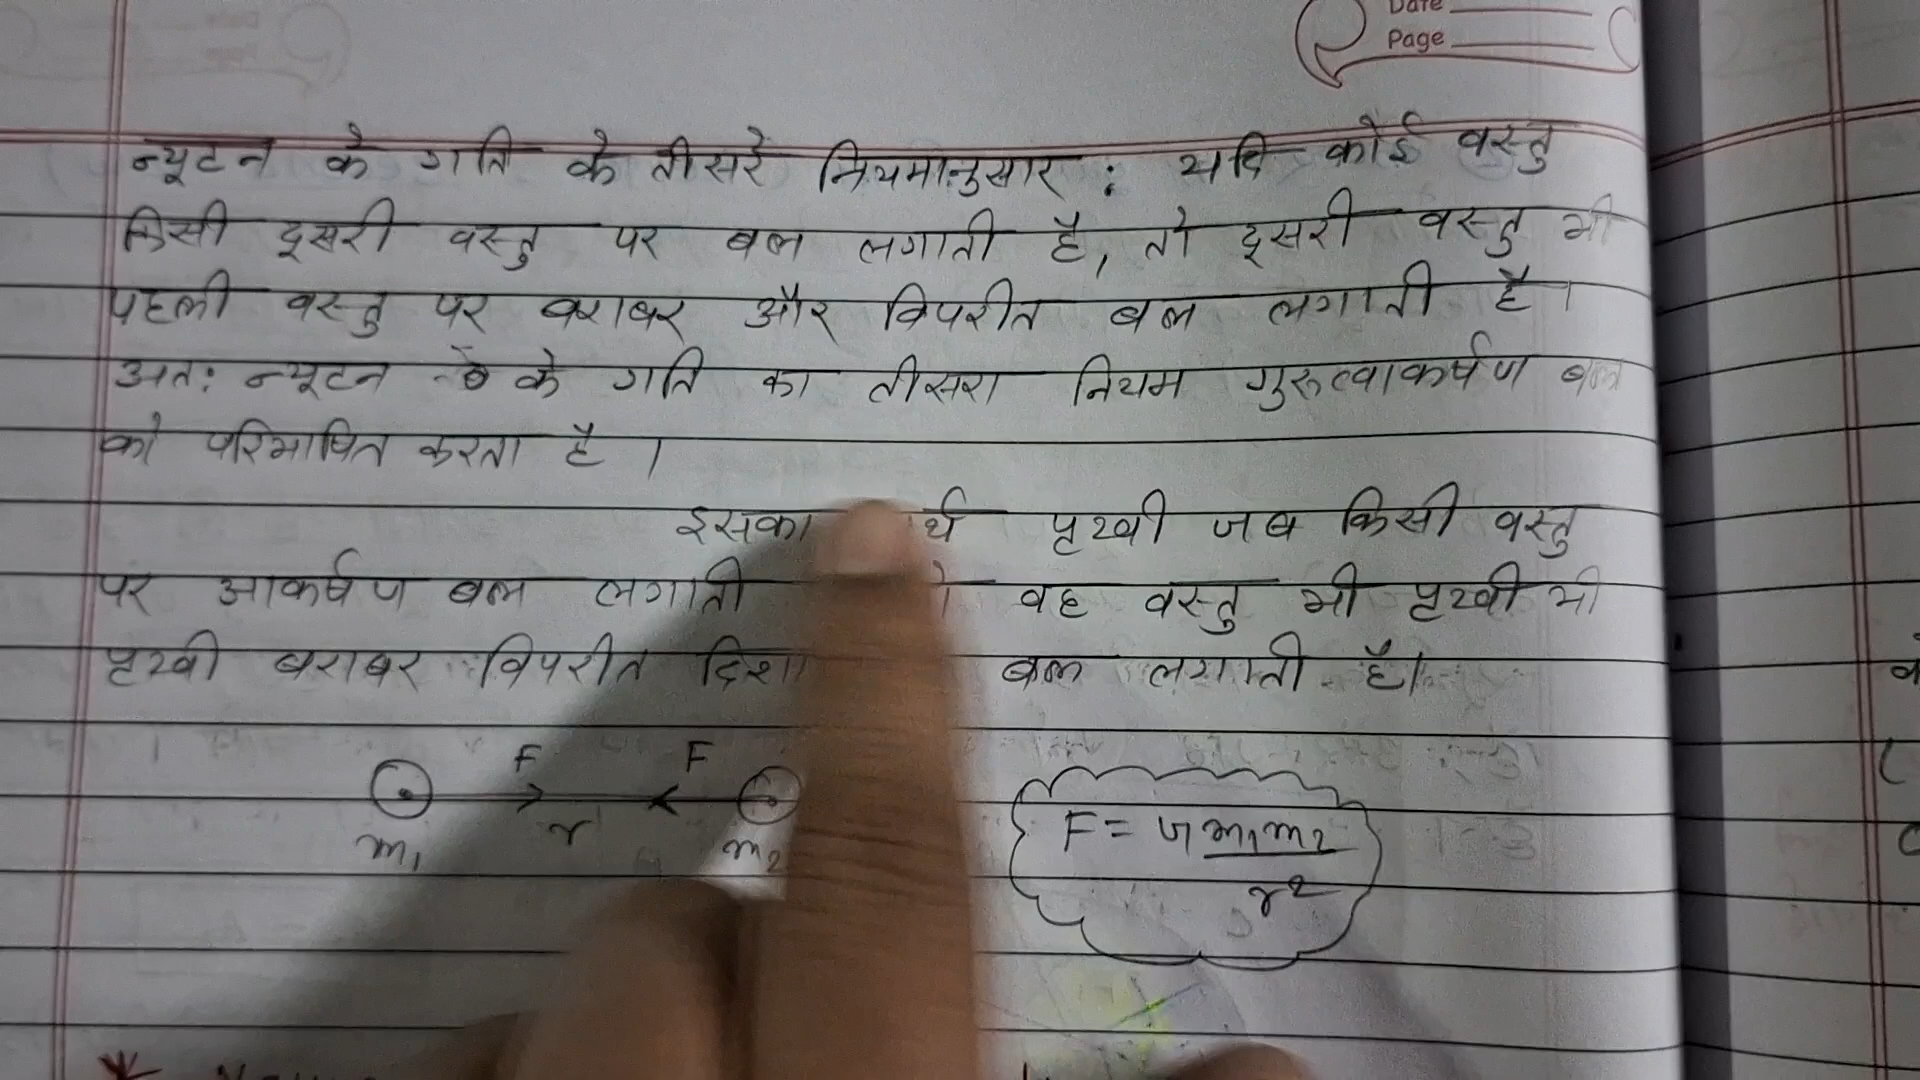 Date
Page
न्यूटन के गति के तीसरे नियमानुसार : यदि कोई वस्तु
किसी दूसरी वस्तु पर बल लगाती है, तो दूसरी वस्तु भी
पहली वस्तु पर बराबर और विपरीत बल लगाती है ।
अतः न्यूटन के गति का तीसरा नियम गुरुत्वाकर्षण बल
को परिभाषित करता है ।
इसका पृथ्वी जब किसी वस्तु
पर आकर्षण बल लगाती वह वस्तु भी पृथ्वी भी
पृथ्वी बराबर विपरीत बल लगाती है।
F F
r
m₁ m₂
F = G m₁m₂
r²